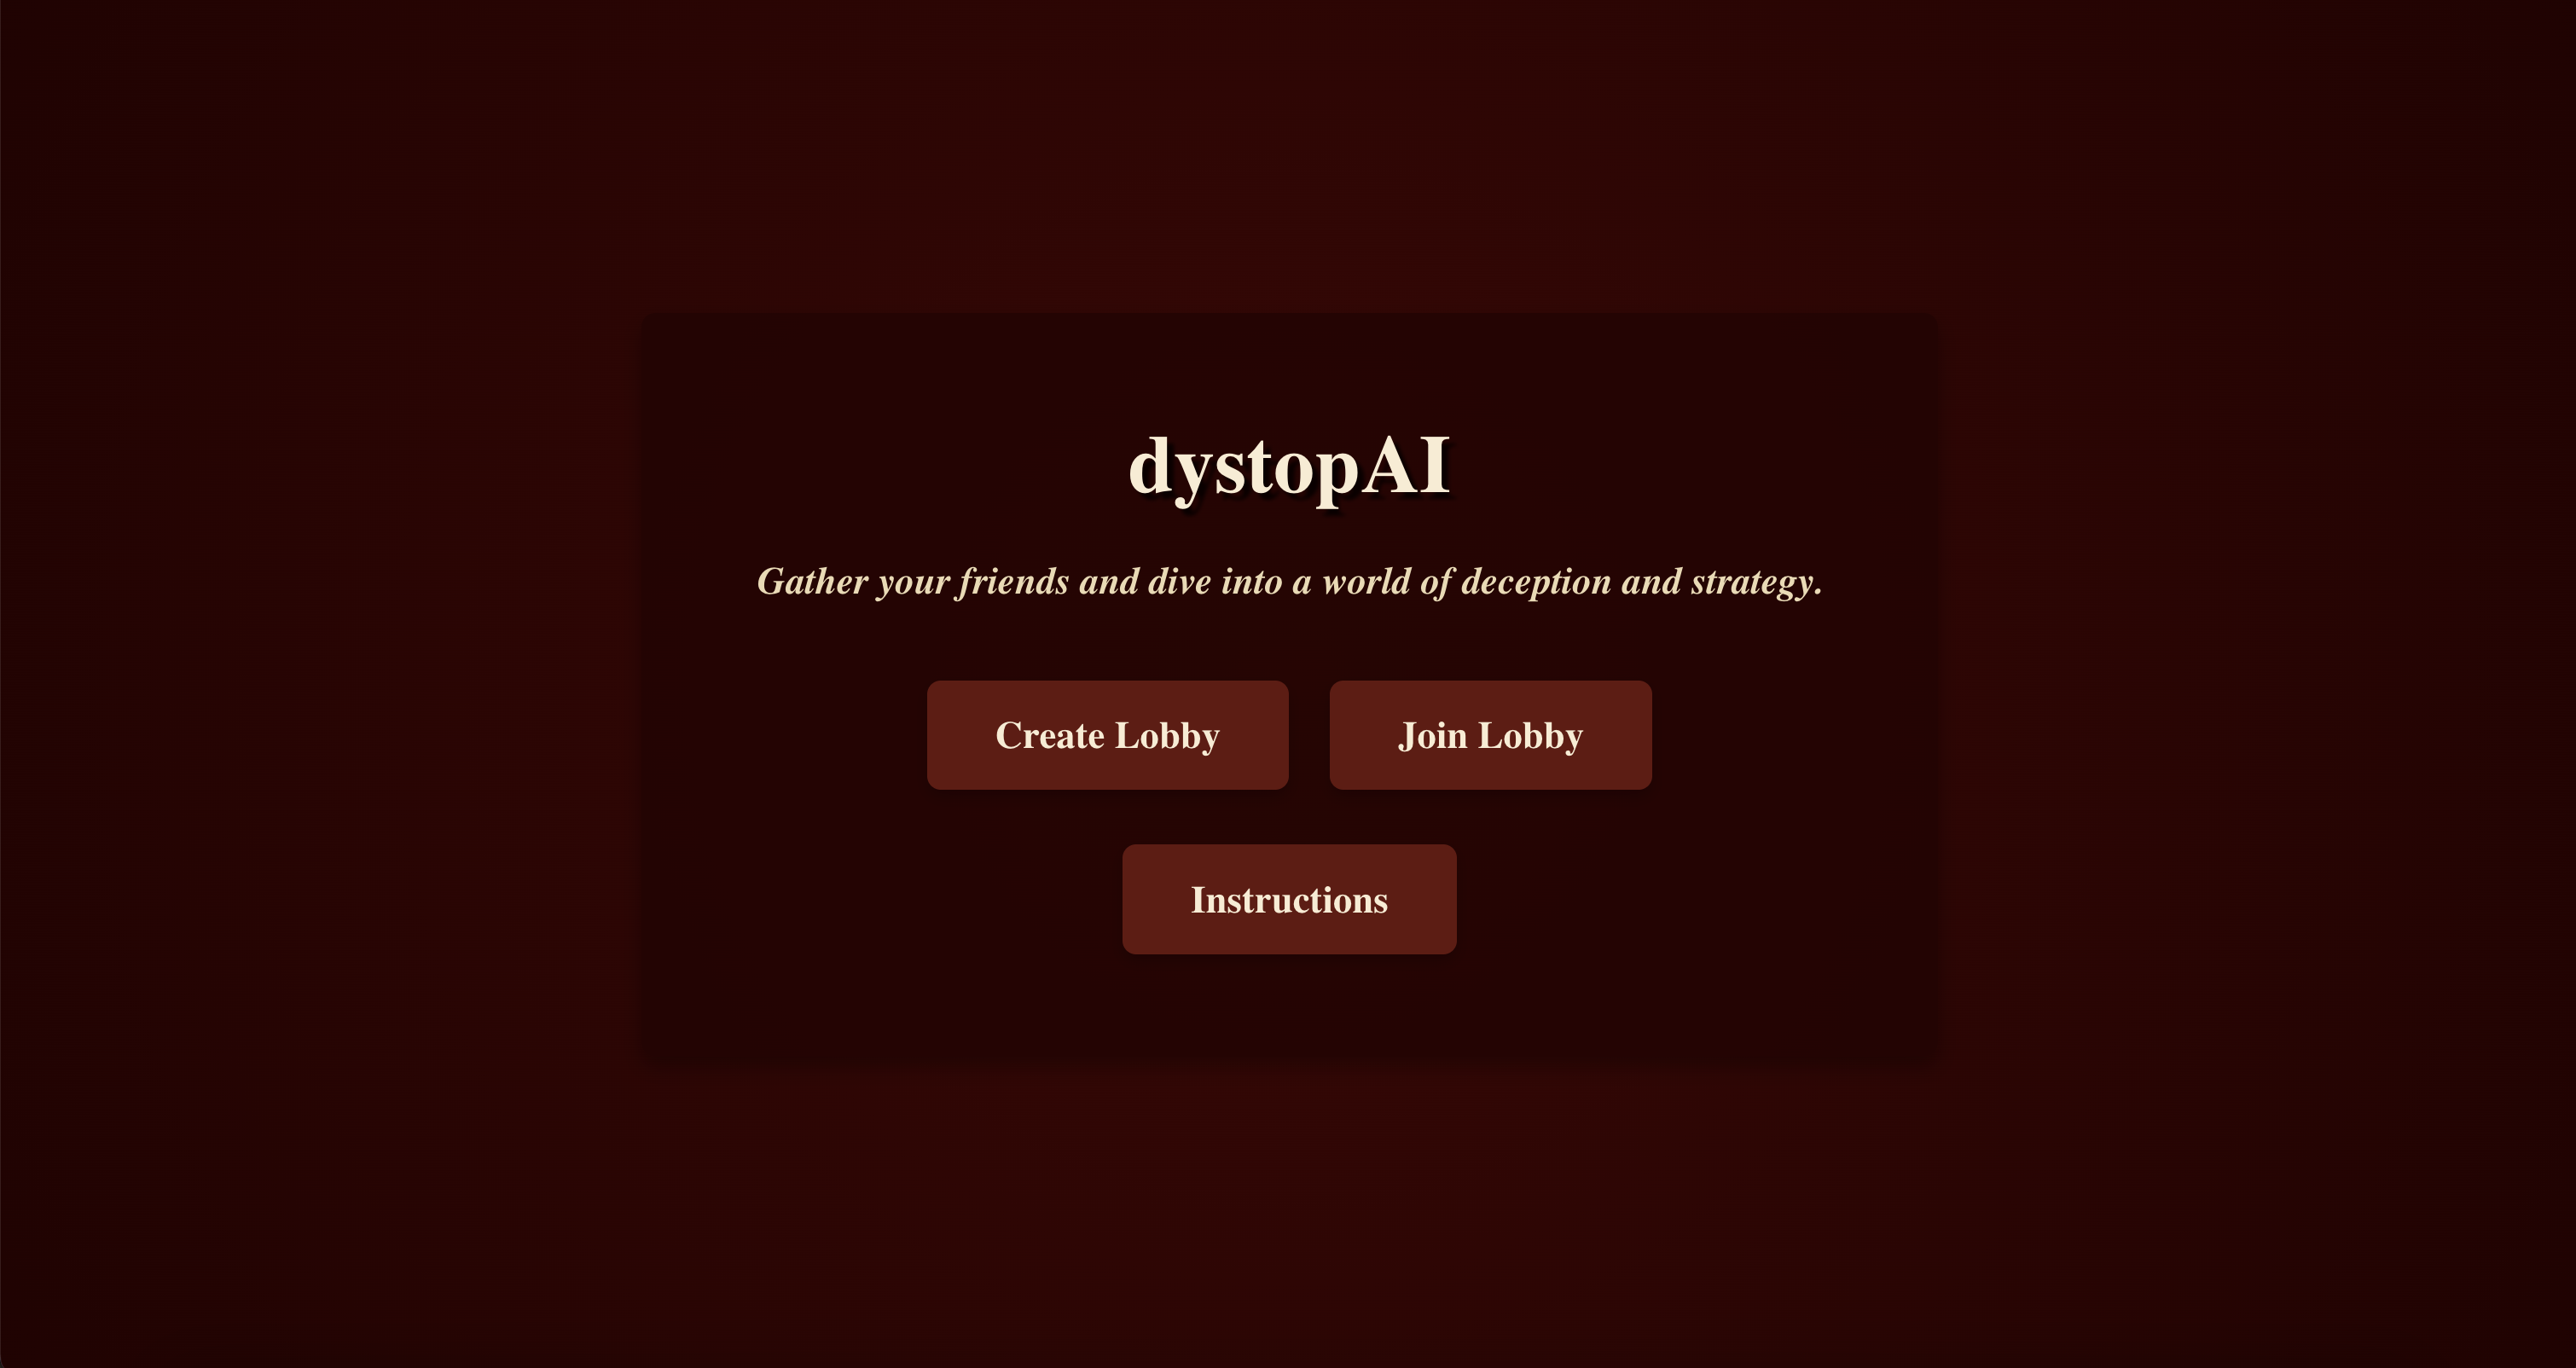 dystopAI
Gather your friends and dive into a world of deception and strategy.
Create Lobby
Join Lobby
Instructions